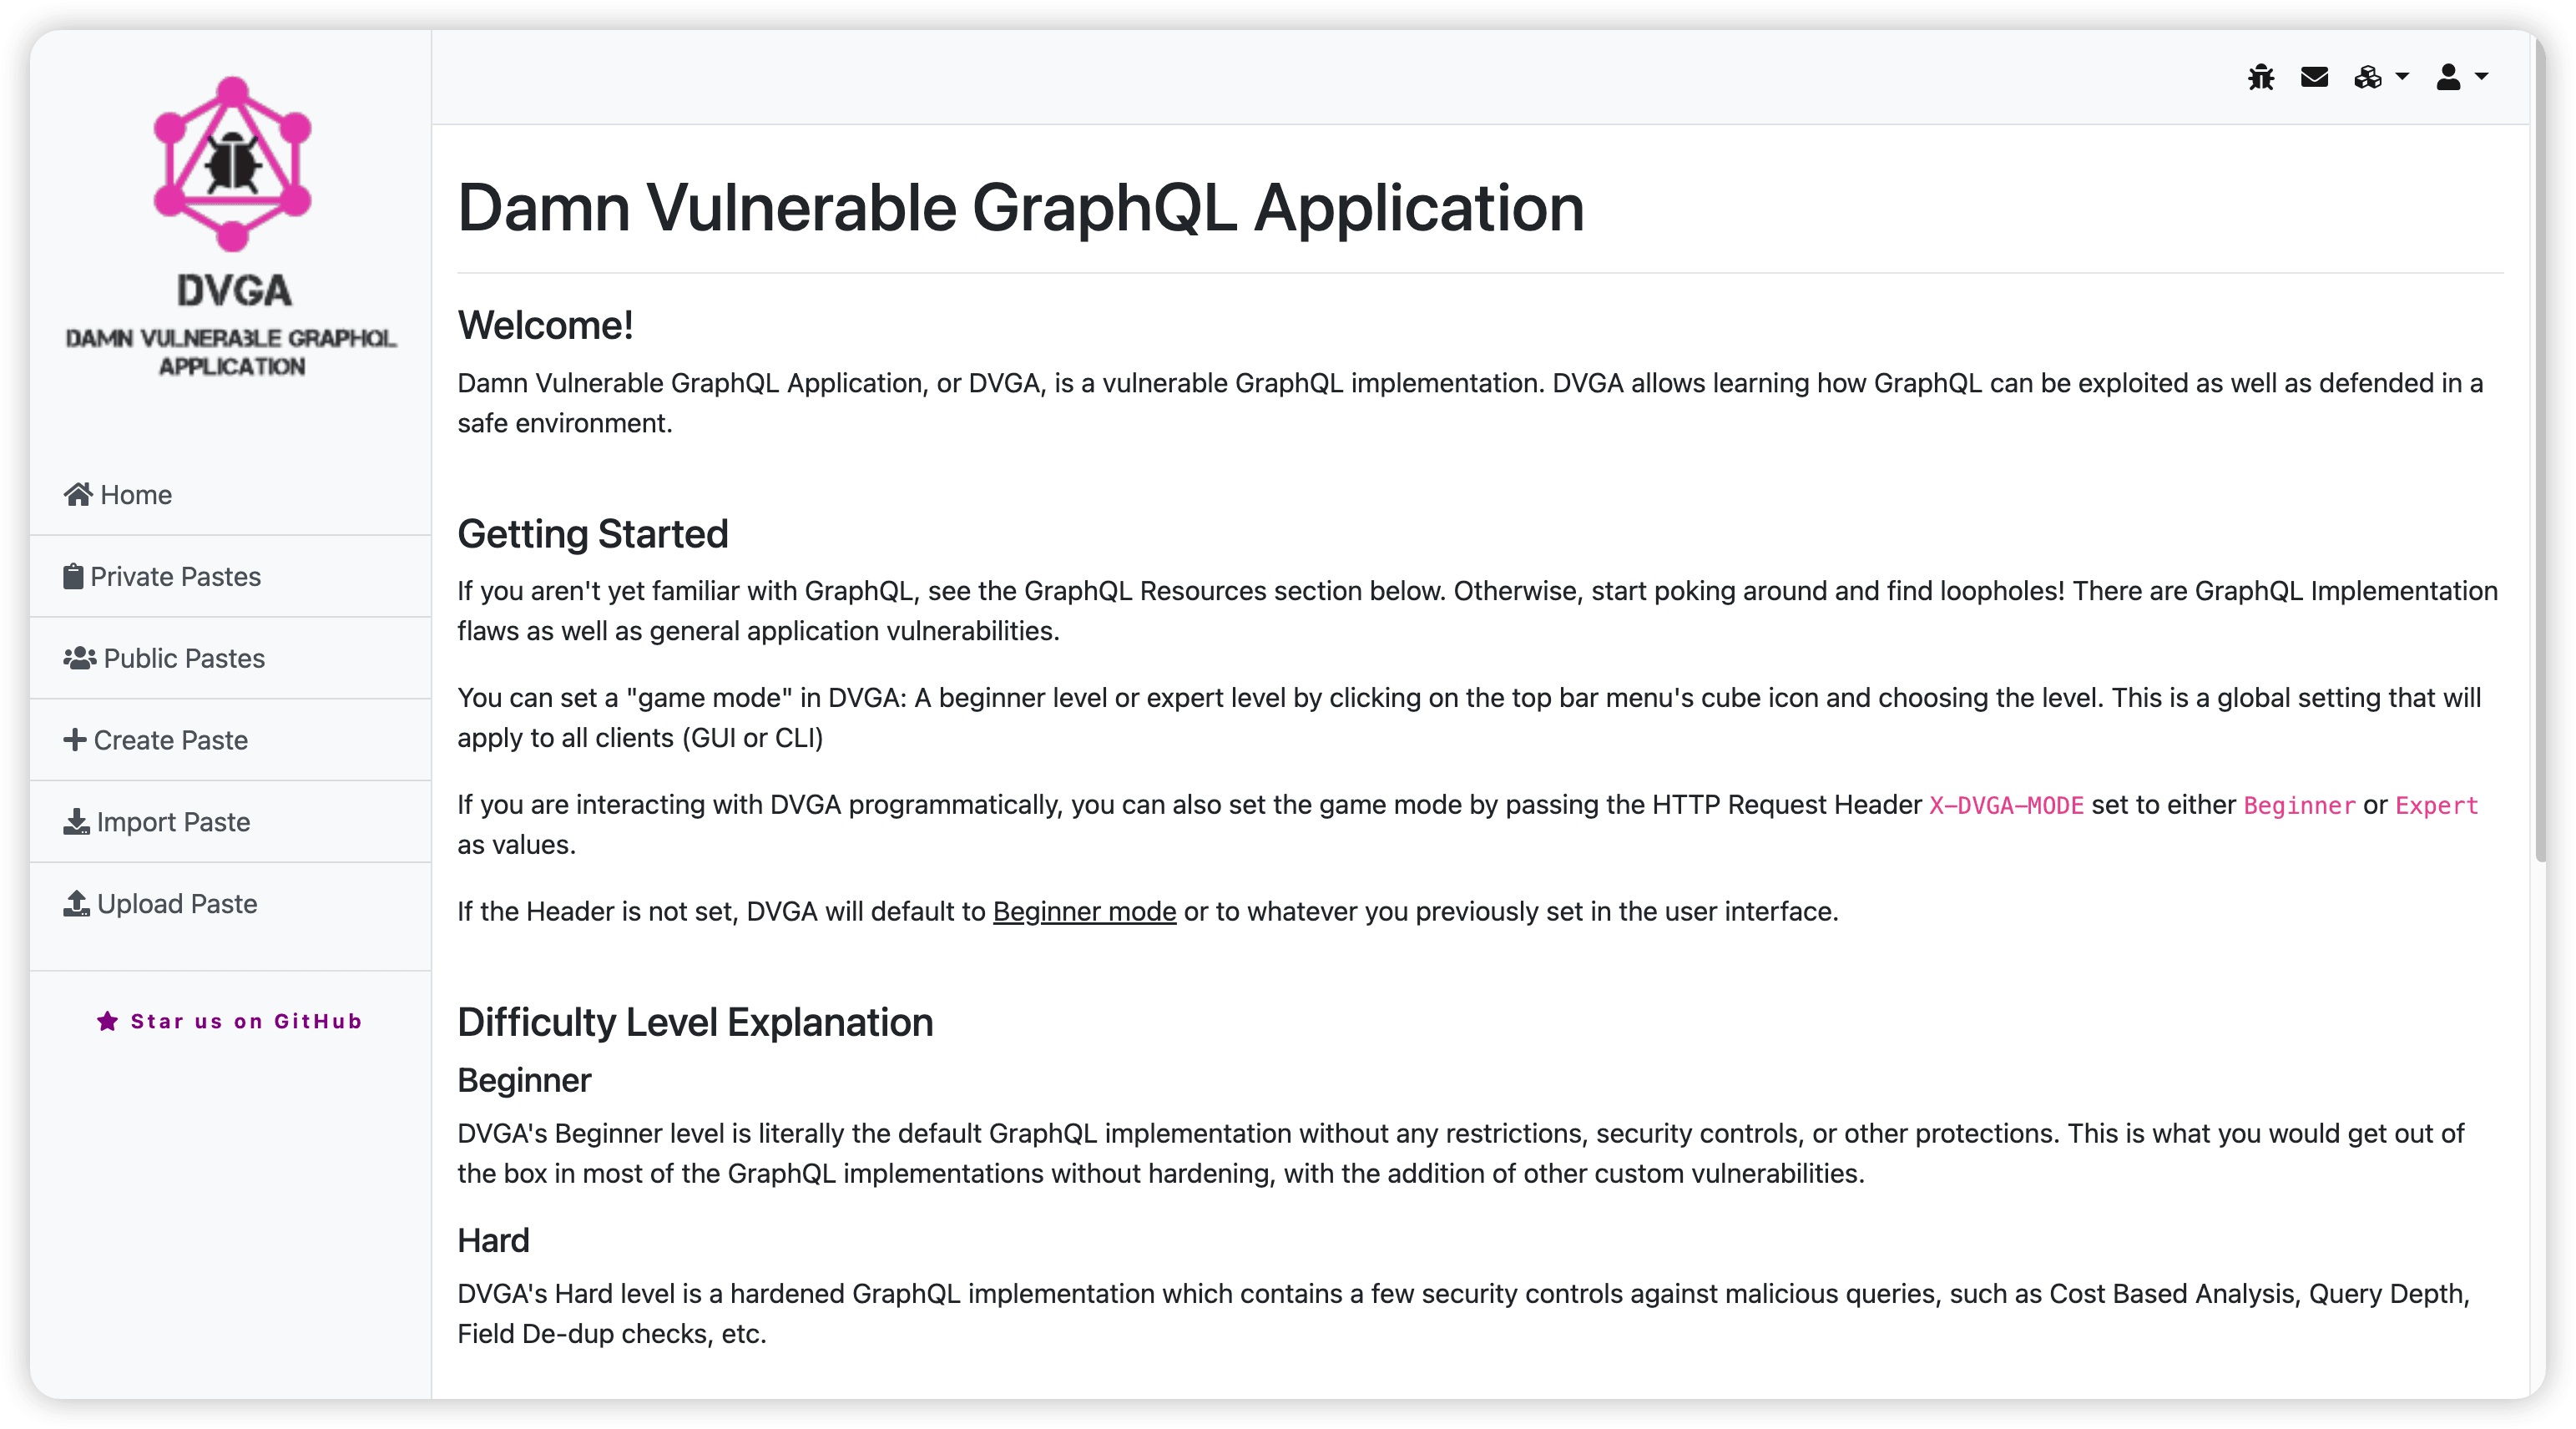 DVGA
DAMN VULNERABLE GRAPHQL
APPLICATION
Home
Private Pastes
Public Pastes
Create Paste
Import Paste
Upload Paste
Star us on GitHub
Damn Vulnerable GraphQL Application
Welcome!
Damn Vulnerable GraphQL Application, or DVGA, is a vulnerable GraphQL implementation. DVGA allows learning how GraphQL can be exploited as well as defended in a
safe environment.
Getting Started
If you aren't yet familiar with GraphQL, see the GraphQL Resources section below. Otherwise, start poking around and find loopholes! There are GraphQL Implementation
flaws as well as general application vulnerabilities.
You can set a "game mode" in DVGA: A beginner level or expert level by clicking on the top bar menu's cube icon and choosing the level. This is a global setting that will
apply to all clients (GUI or CLI)
If you are interacting with DVGA programmatically, you can also set the game mode by passing the HTTP Request Header X-DVGA-MODE set to either Beginner or Expert
as values.
If the Header is not set, DVGA will default to Beginner mode or to whatever you previously set in the user interface.
Difficulty Level Explanation
Beginner
DVGA's Beginner level is literally the default GraphQL implementation without any restrictions, security controls, or other protections. This is what you would get out of
the box in most of the GraphQL implementations without hardening, with the addition of other custom vulnerabilities.
Hard
DVGA's Hard level is a hardened GraphQL implementation which contains a few security controls against malicious queries, such as Cost Based Analysis, Query Depth,
Field De-dup checks, etc.